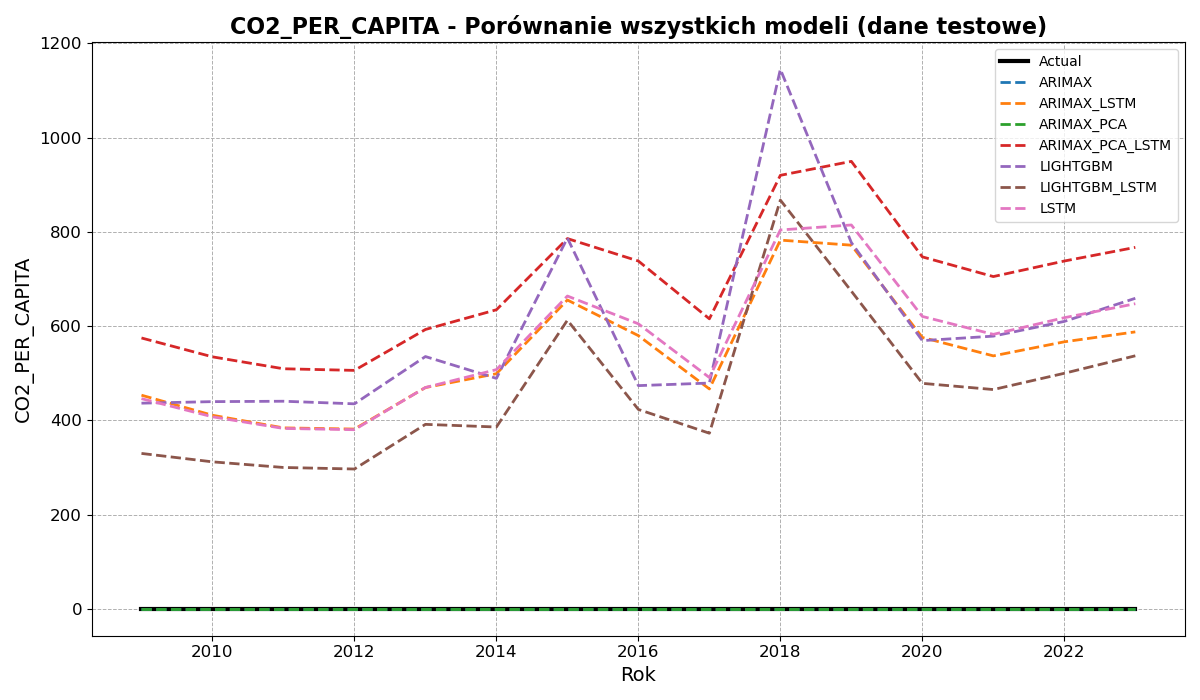 CO2_PER_CAPITA - Porównanie wszystkich modeli (dane testowe)
1200
1000
800
600
400
200
0
CO2_PER_CAPITA
Actual
ARIMAX
ARIMAX_LSTM
ARIMAX_PCA
ARIMAX_PCA_LSTM
LIGHTGBM
LIGHTGBM_LSTM
LSTM
2010 2012 2014 2016 2018 2020 2022
Rok